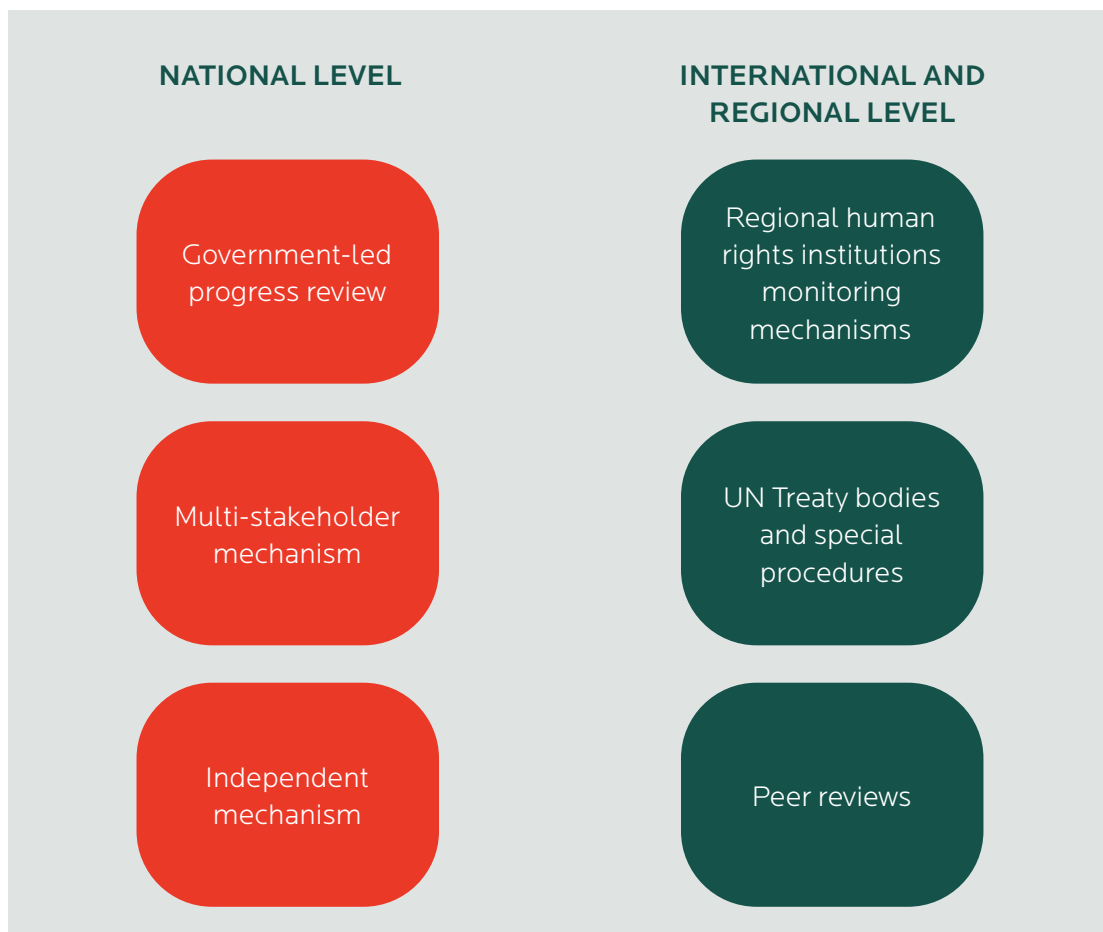 NATIONAL LEVEL
Government-led
progress review
Multi-stakeholder
mechanism
Independent
mechanism
INTERNATIONAL AND
REGIONAL LEVEL
Regional human
rights institutions
monitoring
mechanisms
UN Treaty bodies
and special
procedures
Peer reviews